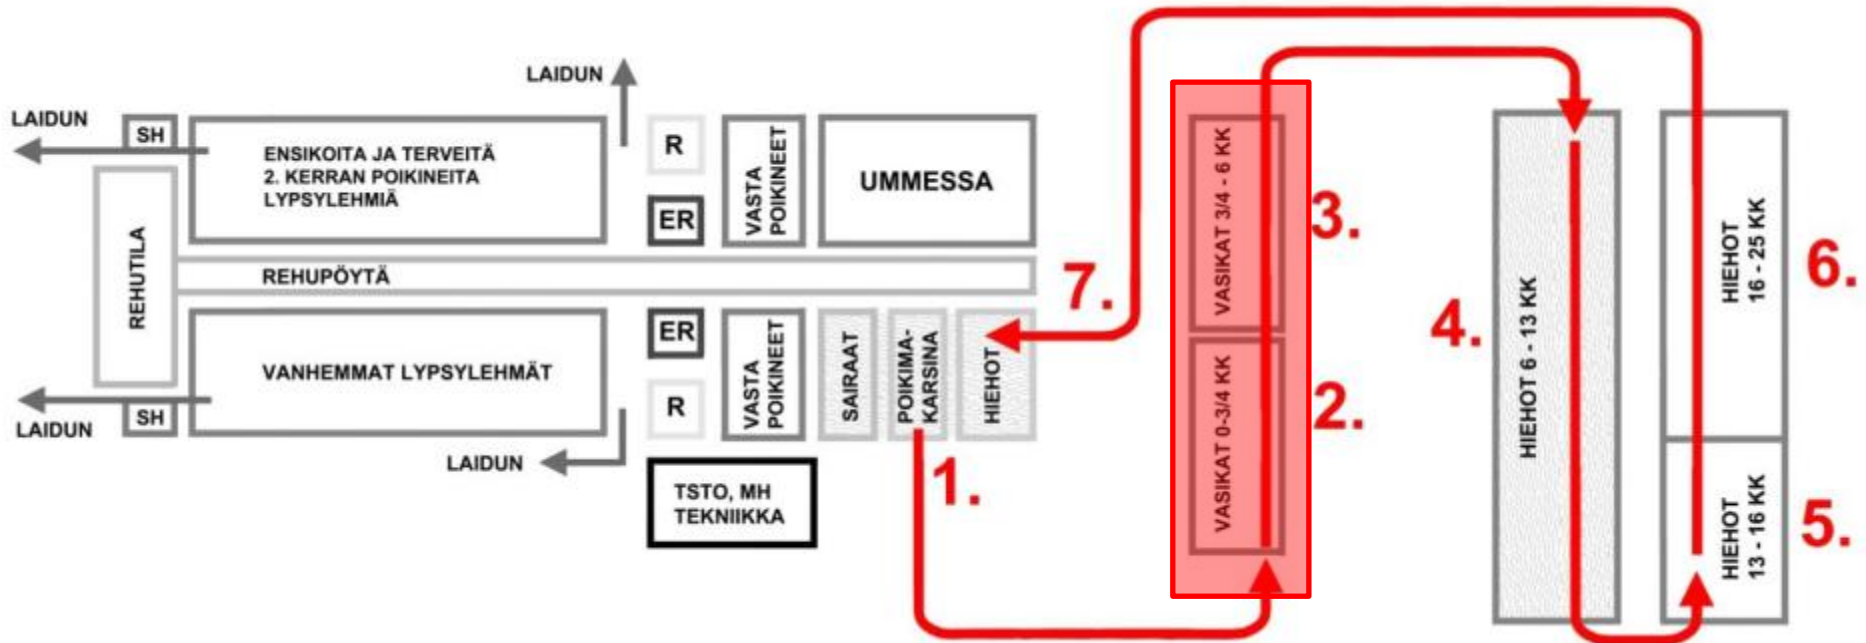 LAIDUN
LAIDUN
SH
ENSIKOITA JA TERVEITÄ
2. KERRAN POIKINEITA
LYPSYLEHMIÄ
R
ER
VASTA
POIKINEET
UMMESSA
REHUTILA
REHUPÖYTÄ
VANHEMMAT LYPSYLEHMÄT
ER
R
VASTA
POIKINEET
SAIRAAT
POIKIMA-
KARSINA
HIEHOT
SH
LAIDUN
LAIDUN
TSTO, MH
TEKNIIKKA
1.
VASIKAT 0-3/4 KK
2.
VASIKAT 3/4 - 6 KK
3.
HIEHOT 6 - 13 KK
4.
HIEHOT
13 - 16 KK
5.
HIEHOT
16 - 25 KK
6.
7.